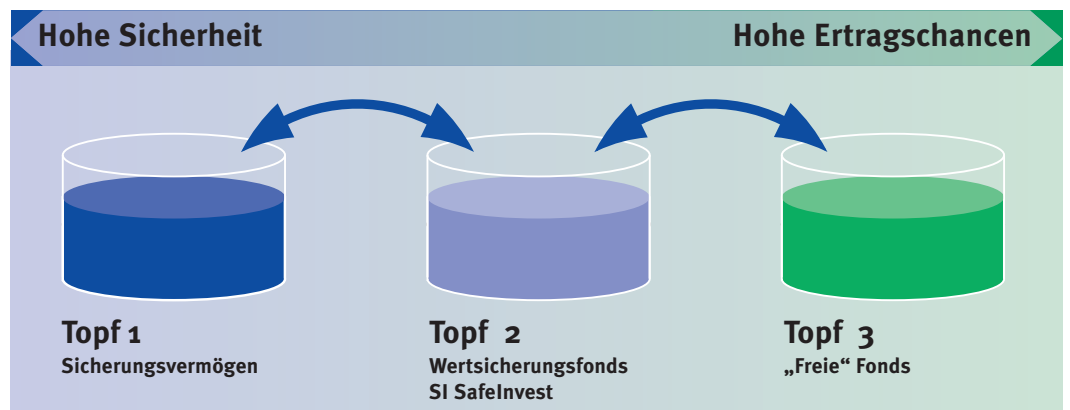 Hohe Sicherheit
Hohe Ertragschancen
Topf 1
Sicherungsvermögen
Topf 2
Wertsicherungsfonds
SI SafeInvest
Topf 3
„Freie“ Fonds